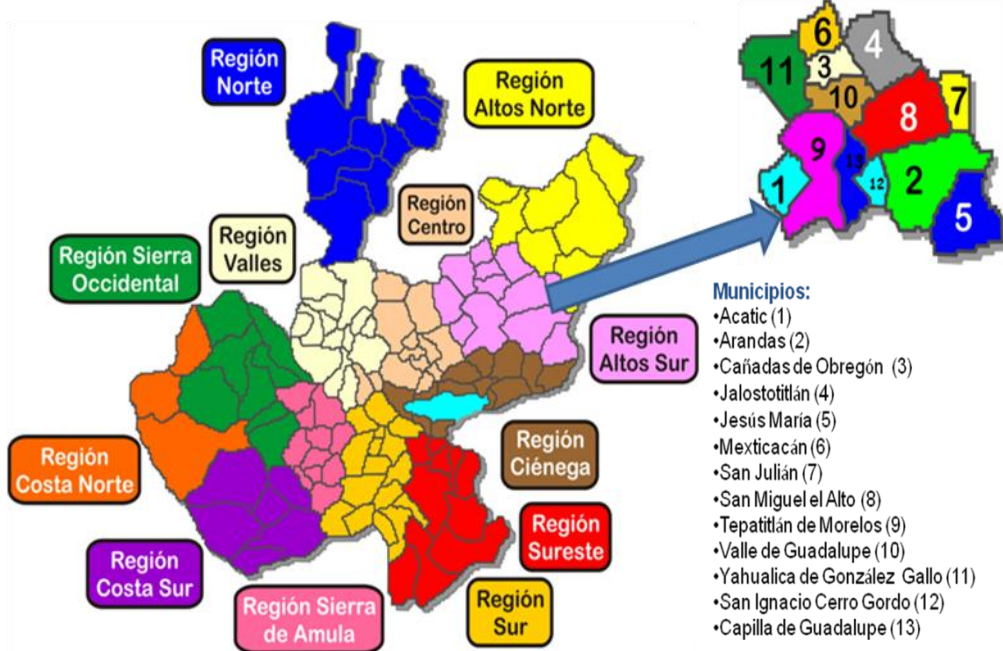 Región
Norte
Región
Altos Norte
Región
Centro
Región
Valles
Región Sierra
Occidental
Región
Altos Sur
Región
Ciénega
Región
Costa Norte
Región
Sureste
Región
Costa Sur
Región Sierra
de Amula
Región
Sur
6
4
3
11
10
7
8
9
13
1
12
2
5
Municipios:
•Acatic (1)
•Arandas (2)
•Cañadas de Obregón (3)
•Jalostotitlán (4)
•Jesús María (5)
•Mexticacán (6)
•San Julián (7)
•San Miguel el Alto (8)
•Tepatitlán de Morelos (9)
•Valle de Guadalupe (10)
•Yahualica de González Gallo (11)
•San Ignacio Cerro Gordo (12)
•Capilla de Guadalupe (13)